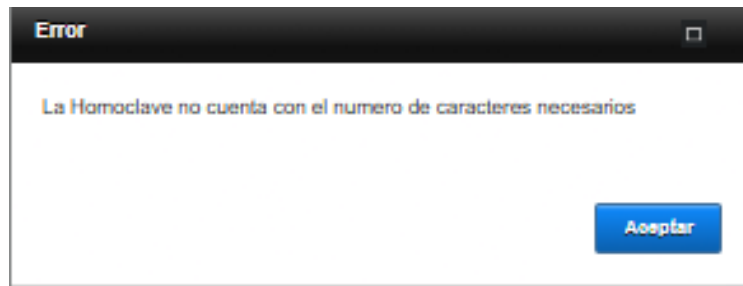 Error
La Homoclave no cuenta con el numero de caracteres necesarios
Aceptar